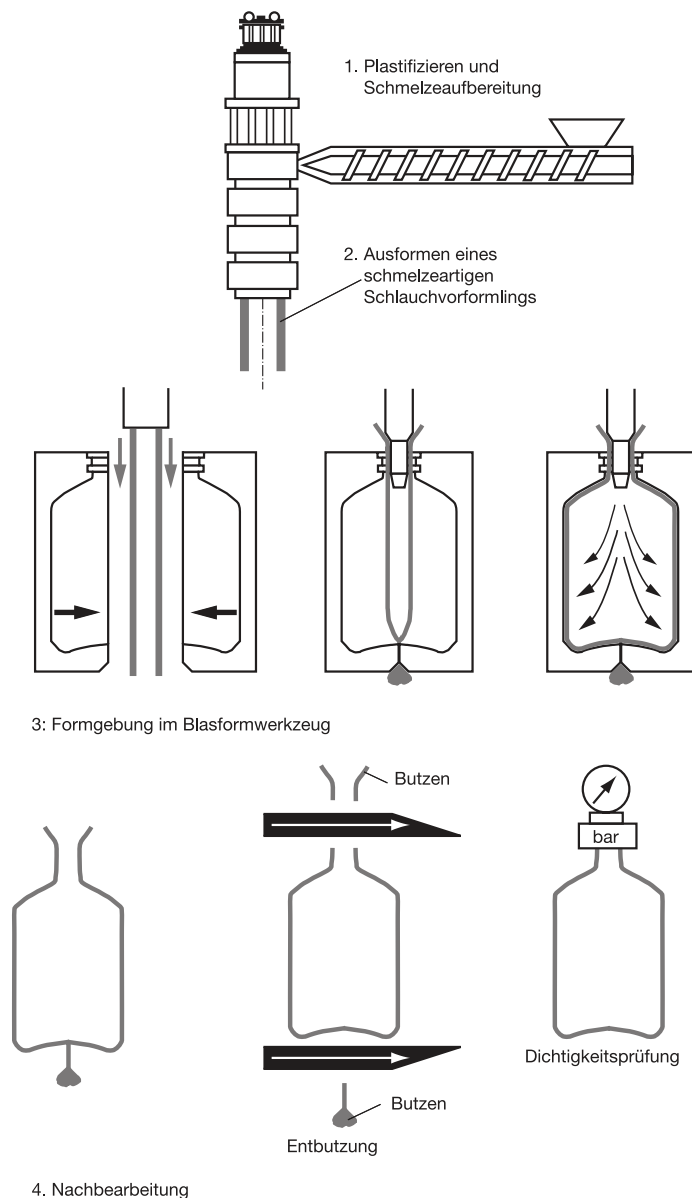 1. Plastifizieren und
Schmelzeaufbereitung
2. Ausformen eines
schmelzeartigen
Schlauchvorformlings
3: Formgebung im Blasformwerkzeug
Butzen
bar
Dichtigkeitsprüfung
Butzen
Entbutzung
4. Nachbearbeitung